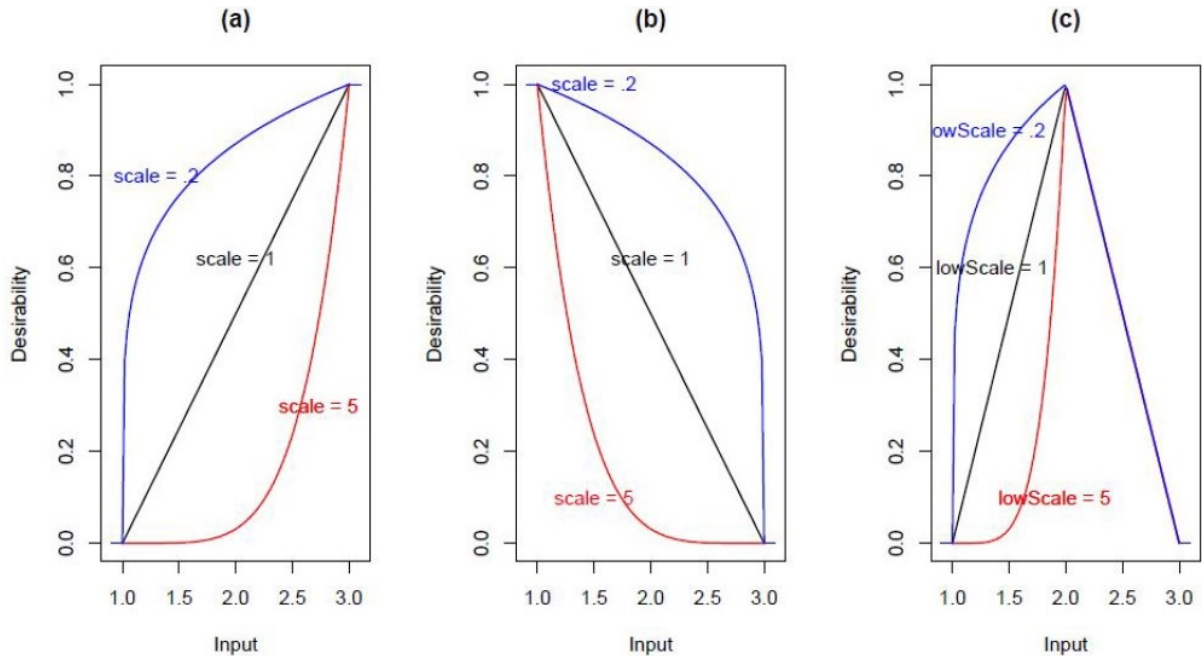 (a)
Desirability
1.0
0.8
0.6
0.4
0.2
0.0
scale = .2
scale = 1
scale = 5
1.0 1.5 2.0 2.5 3.0
Input
(b)
Desirability
1.0
0.8
0.6
0.4
0.2
0.0
scale = .2
scale = 1
scale = 5
1.0 1.5 2.0 2.5 3.0
Input
(c)
Desirability
1.0
0.8
0.6
0.4
0.2
0.0
owScale = .2
lowScale = 1
lowScale = 5
1.0 1.5 2.0 2.5 3.0
Input